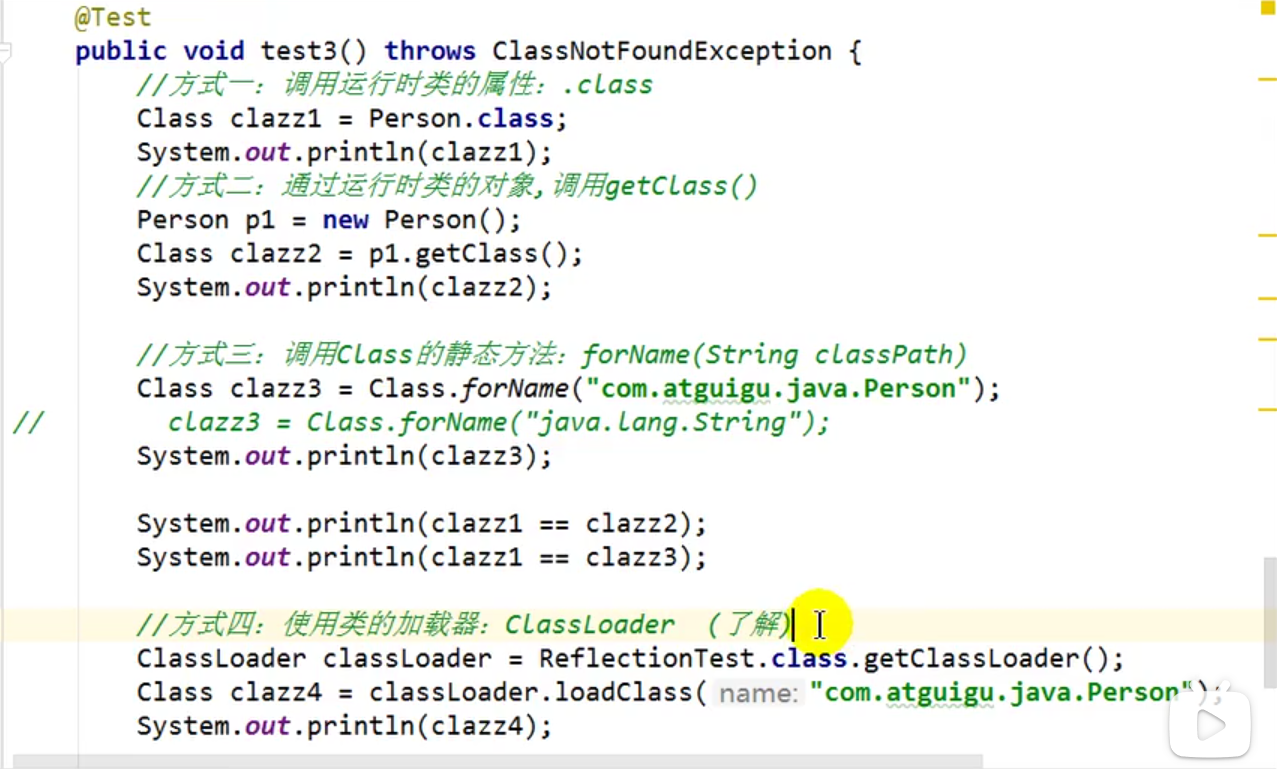 @Test
public void test3() throws ClassNotFoundException {
//方式一：调用运行时类的属性：.class
Class clazz1 = Person.class;
System.out.println(clazz1);
//方式二：通过运行时类的对象,调用getClass()
Person p1 = new Person();
Class clazz2 = p1.getClass();
System.out.println(clazz2);
//方式三：调用Class的静态方法：forName(String classPath)
Class clazz3 = Class.forName("com.atguigu.java.Person");
// clazz3 = Class.forName("java.lang.String");
System.out.println(clazz3);
System.out.println(clazz1 == clazz2);
System.out.println(clazz1 == clazz3);
//方式四：使用类的加载器：ClassLoader （了解)
ClassLoader classLoader = ReflectionTest.class.getClassLoader();
Class clazz4 = classLoader.loadClass( name: "com.atguigu.java.Person");
System.out.println(clazz4);